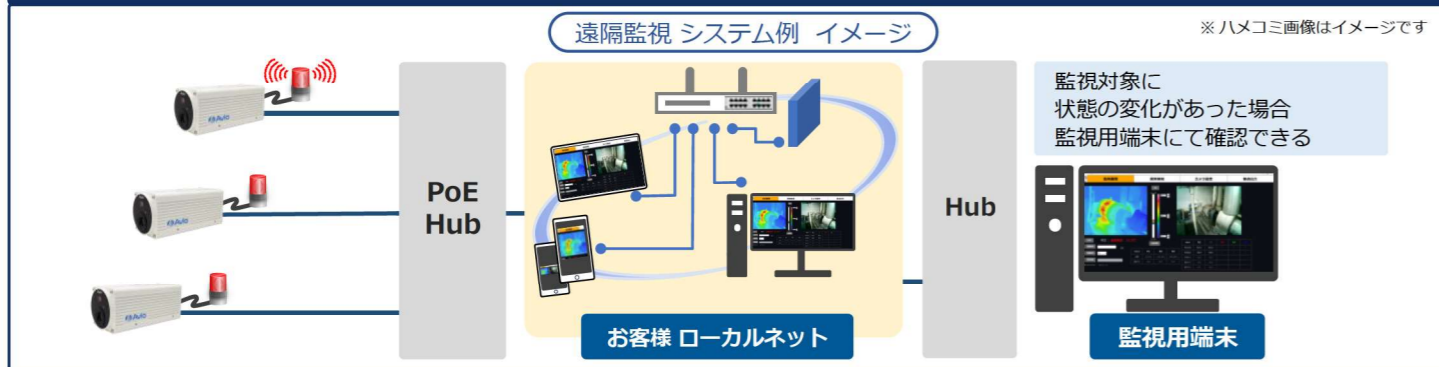 遠隔監視 システム例 イメージ
※ ハメコミ画像はイメージです
監視対象に
状態の変化があった場合
監視用端末にて確認できる
PoE
Hub
Hub
お客様 ローカルネット
監視用端末